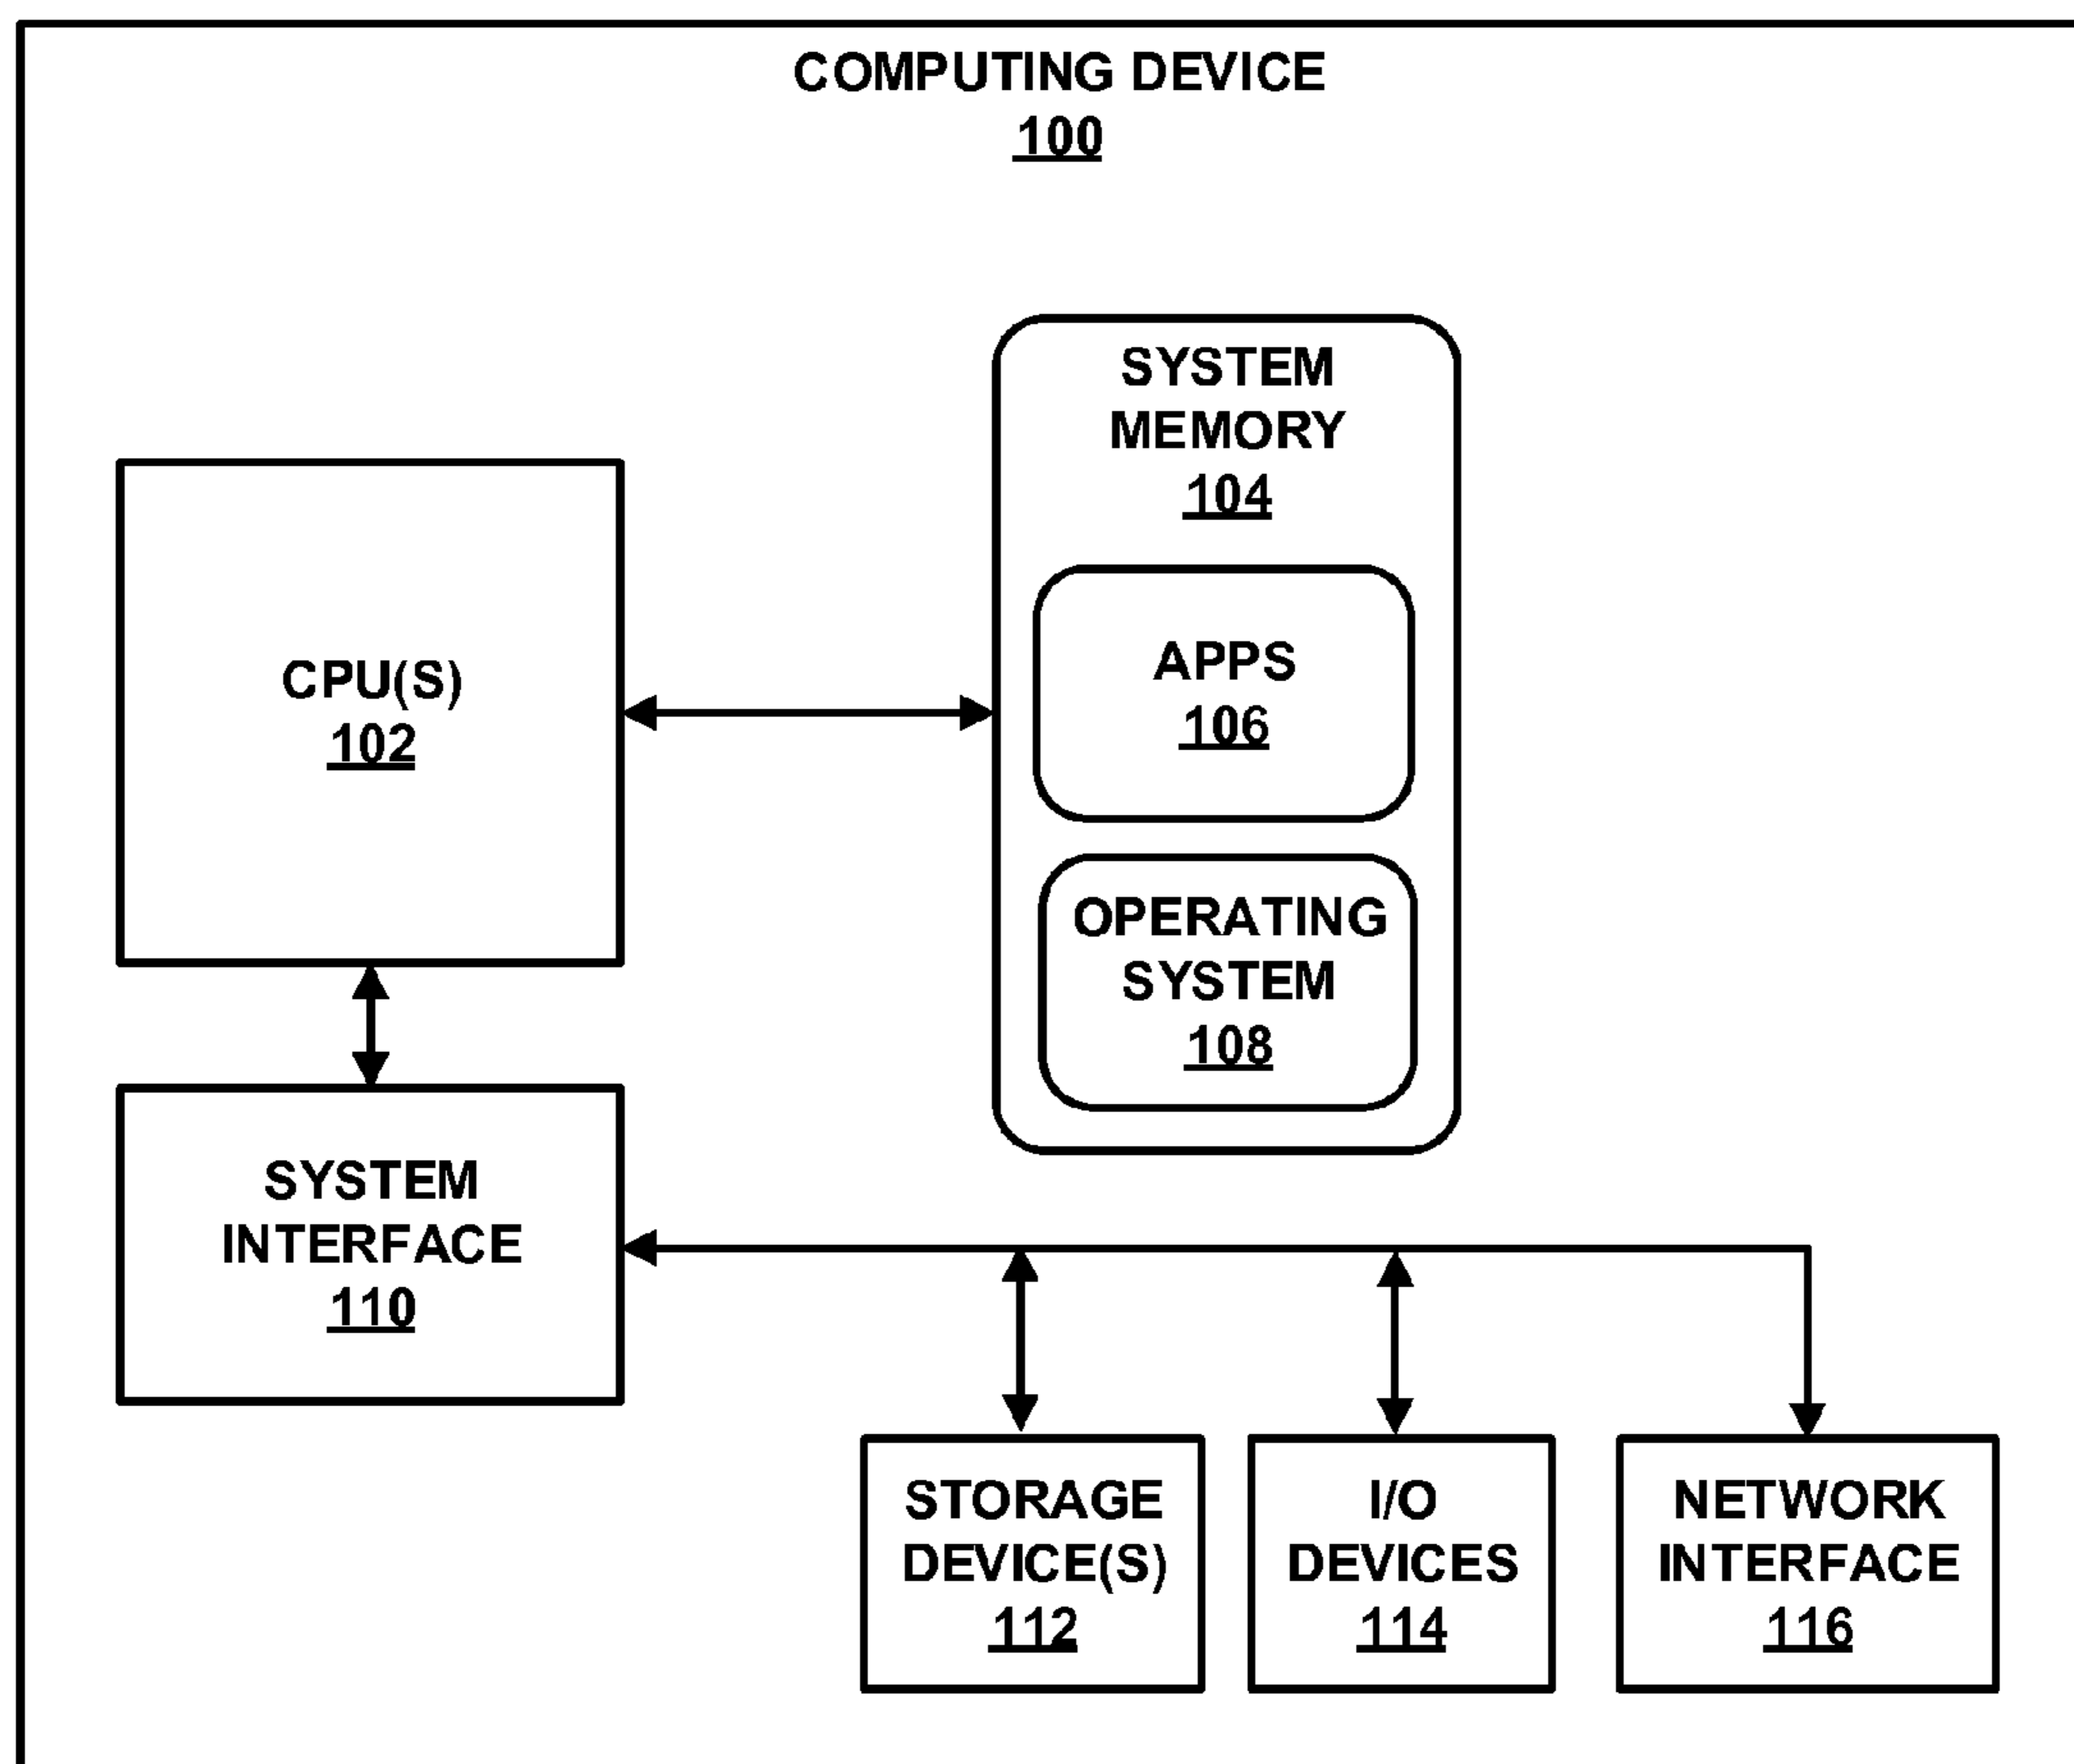 COMPUTING DEVICE
100
SYSTEM
MEMORY
104
CPU(S)
102
APPS
106
OPERATING
SYSTEM
108
SYSTEM
INTERFACE
110
STORAGE
DEVICE(S)
112
I/O
DEVICES
114
NETWORK
INTERFACE
116